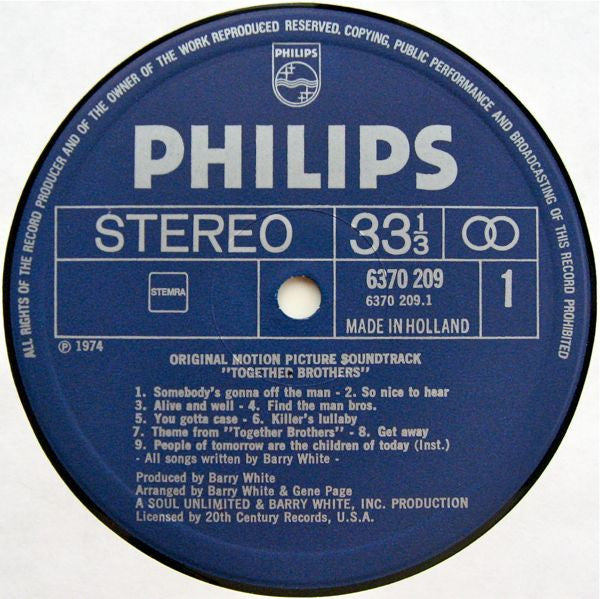 ALL RIGHTS OF THE RECORD PRODUCER AND OF THE OWNER OF THE WORK REPRODUCED RESERVED. COPYING, PUBLIC PERFORMANCE AND BROADCASTING OF THIS RECORD PROHIBITED
PHILIPS
PHILIPS
STEREO 33 1/3
STEMRA 6370 209 1
6370 209.1
MADE IN HOLLAND
℗ 1974
ORIGINAL MOTION PICTURE SOUNDTRACK
"TOGETHER BROTHERS"
1. Somebody's gonna off the man - 2. So nice to hear
3. Alive and well - 4. Find the man bros.
5. You gotta case - 6. Killer's lullaby
7. Theme from "Together Brothers" - 8. Get away
9. People of tomorrow are the children of today (Inst.)
- All songs written by Barry White -
Produced by Barry White
Arranged by Barry White & Gene Page
A SOUL UNLIMITED & BARRY WHITE, INC. PRODUCTION
Licensed by 20th Century Records, U.S.A.